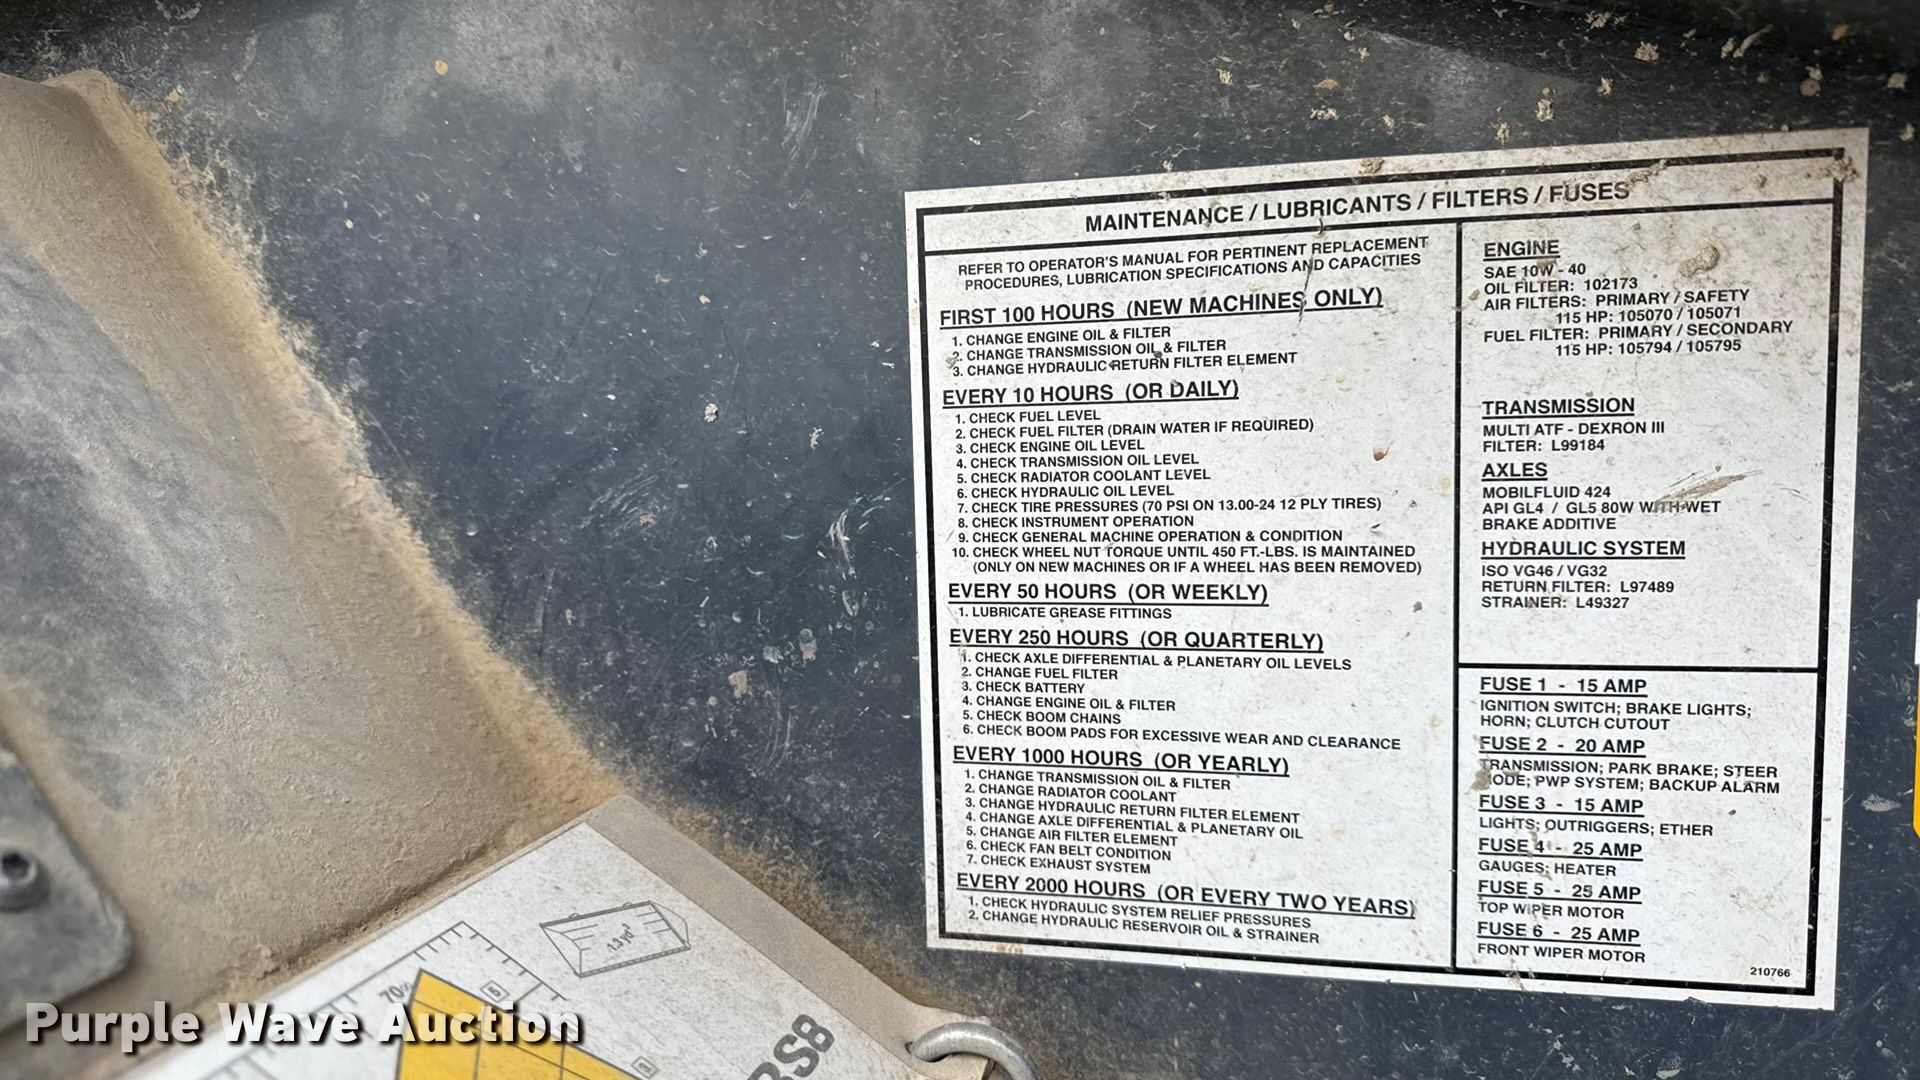 MAINTENANCE / LUBRICANTS / FILTERS / FUSES
REFER TO OPERATOR'S MANUAL FOR PERTINENT REPLACEMENT
PROCEDURES, LUBRICATION SPECIFICATIONS AND CAPACITIES
FIRST 100 HOURS (NEW MACHINES ONLY)
1. CHANGE ENGINE OIL & FILTER
2. CHANGE TRANSMISSION OIL & FILTER
3. CHANGE HYDRAULIC RETURN FILTER ELEMENT
EVERY 10 HOURS (OR DAILY)
1. CHECK FUEL LEVEL
2. CHECK FUEL FILTER (DRAIN WATER IF REQUIRED)
3. CHECK ENGINE OIL LEVEL
4. CHECK TRANSMISSION OIL LEVEL
5. CHECK RADIATOR COOLANT LEVEL
6. CHECK HYDRAULIC OIL LEVEL
7. CHECK TIRE PRESSURES (70 PSI ON 13.00-24 12 PLY TIRES)
8. CHECK INSTRUMENT OPERATION
9. CHECK GENERAL MACHINE OPERATION & CONDITION
10. CHECK WHEEL NUT TORQUE UNTIL 450 FT.-LBS. IS MAINTAINED
(ONLY ON NEW MACHINES OR IF A WHEEL HAS BEEN REMOVED)
EVERY 50 HOURS (OR WEEKLY)
1. LUBRICATE GREASE FITTINGS
EVERY 250 HOURS (OR QUARTERLY)
1. CHECK AXLE DIFFERENTIAL & PLANETARY OIL LEVELS
2. CHANGE FUEL FILTER
3. CHECK BATTERY
4. CHANGE ENGINE OIL & FILTER
5. CHECK BOOM CHAINS
6. CHECK BOOM PADS FOR EXCESSIVE WEAR AND CLEARANCE
EVERY 1000 HOURS (OR YEARLY)
1. CHANGE TRANSMISSION OIL & FILTER
2. CHANGE RADIATOR COOLANT
3. CHANGE HYDRAULIC RETURN FILTER ELEMENT
4. CHANGE AXLE DIFFERENTIAL & PLANETARY OIL
5. CHANGE AIR FILTER ELEMENT
6. CHECK FAN BELT CONDITION
7. CHECK EXHAUST SYSTEM
EVERY 2000 HOURS (OR EVERY TWO YEARS)
1. CHECK HYDRAULIC SYSTEM RELIEF PRESSURES
2. CHANGE HYDRAULIC RESERVOIR OIL & STRAINER
ENGINE
SAE 10W - 40
OIL FILTER: 102173
AIR FILTERS: PRIMARY / SAFETY
115 HP: 105070 / 105071
FUEL FILTER: PRIMARY / SECONDARY
115 HP: 105794 / 105795
TRANSMISSION
MULTI ATF - DEXRON III
FILTER: L99184
AXLES
MOBILFLUID 424
API GL4 / GL5 80W WITH WET
BRAKE ADDITIVE
HYDRAULIC SYSTEM
ISO VG46 / VG32
RETURN FILTER: L97489
STRAINER: L49327
FUSE 1 - 15 AMP
IGNITION SWITCH; BRAKE LIGHTS;
HORN; CLUTCH CUTOUT
FUSE 2 - 20 AMP
TRANSMISSION; PARK BRAKE; STEER
MODE; PWP SYSTEM; BACKUP ALARM
FUSE 3 - 15 AMP
LIGHTS; OUTRIGGERS; ETHER
FUSE 4 - 25 AMP
GAUGES; HEATER
FUSE 5 - 25 AMP
TOP WIPER MOTOR
FUSE 6 - 25 AMP
FRONT WIPER MOTOR
210766
1.3 yd³
70°
5
RS8
Purple Wave Auction